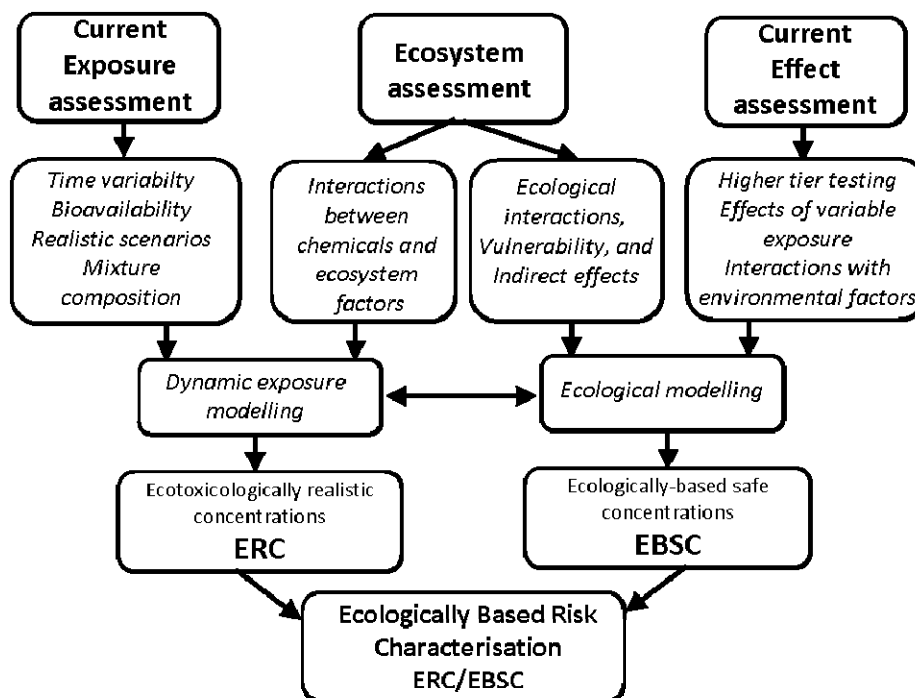 Current
Exposure
assessment
Ecosystem
assessment
Current
Effect
assessment
Time variabilty
Bioavailability
Realistic scenarios
Mixture
composition
Interactions
between
chemicals and
ecosystem
factors
Ecological
interactions,
Vulnerability, and
Indirect effects
Higher tier testing
Effects of variable
exposure
Interactions with
environmental factors
Dynamic exposure
modelling
Ecological modelling
Ecotoxicologically realistic
concentrations
ERC
Ecologically-based safe
concentrations
EBSC
Ecologically Based Risk
Characterisation
ERC/EBSC